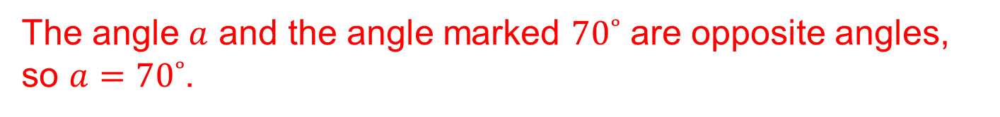 The angle a and the angle marked 70° are opposite angles,
so a = 70°.